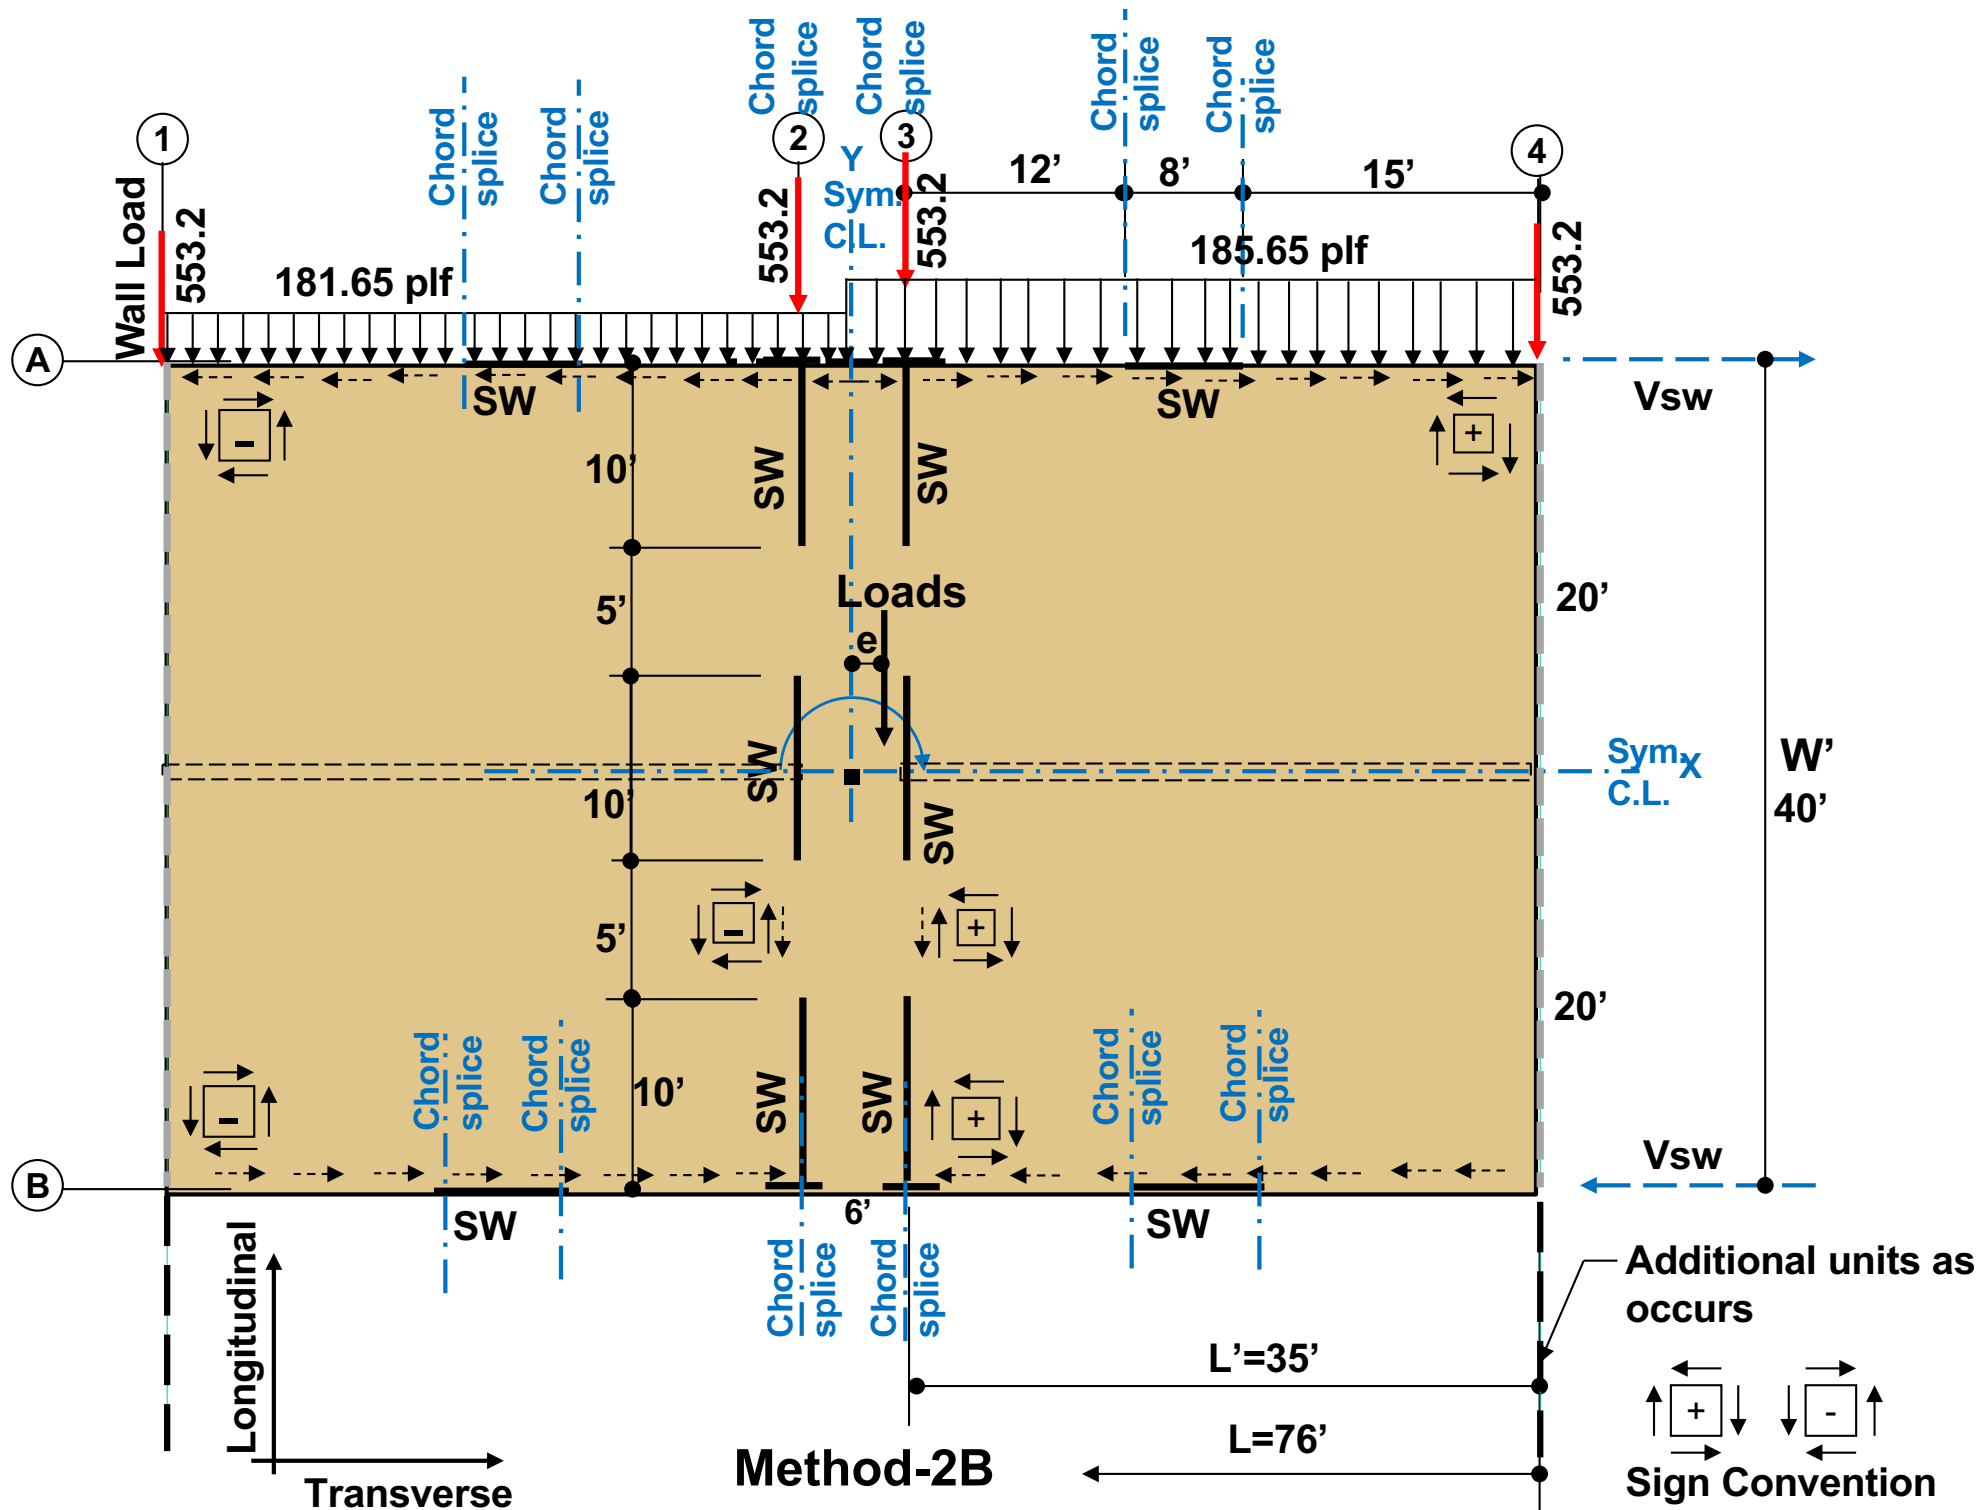 Chord
splice
Chord
splice
Chord
splice
Chord
splice
Chord
splice
Chord
splice
1
2
3
4
Y
Sym.
C.L.
12’
8’
15’
Wall Load
553.2
553.2
553.2
553.2
181.65 plf
185.65 plf
A
Vsw
SW
SW
-
+
10’
SW
SW
5’
Loads
e
20’
SW
10’
SW
Sym.
C.L.
X
W’
40’
-
+
5’
20’
Chord
splice
Chord
splice
Chord
splice
Chord
splice
-
10’
SW
SW
+
Vsw
B
SW
6’
SW
Chord
splice
Chord
splice
Additional units as
occurs
Longitudinal
Transverse
L’=35’
L=76’
Method-2B
+
-
Sign Convention